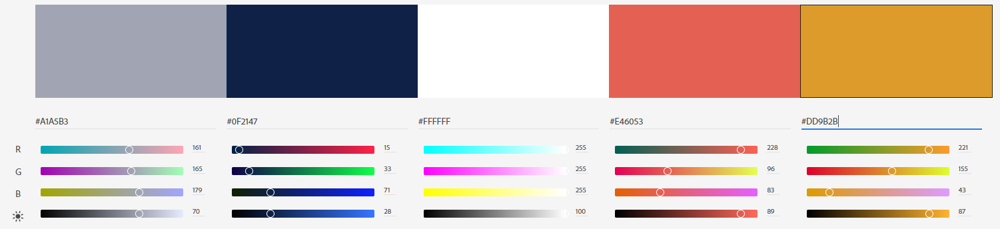 #A1A5B3 #0F2147 #FFFFFF #E46053 #DD9B2B
R 161 15 255 228 221
G 165 33 255 96 155
B 179 71 255 83 43
70 28 100 89 87